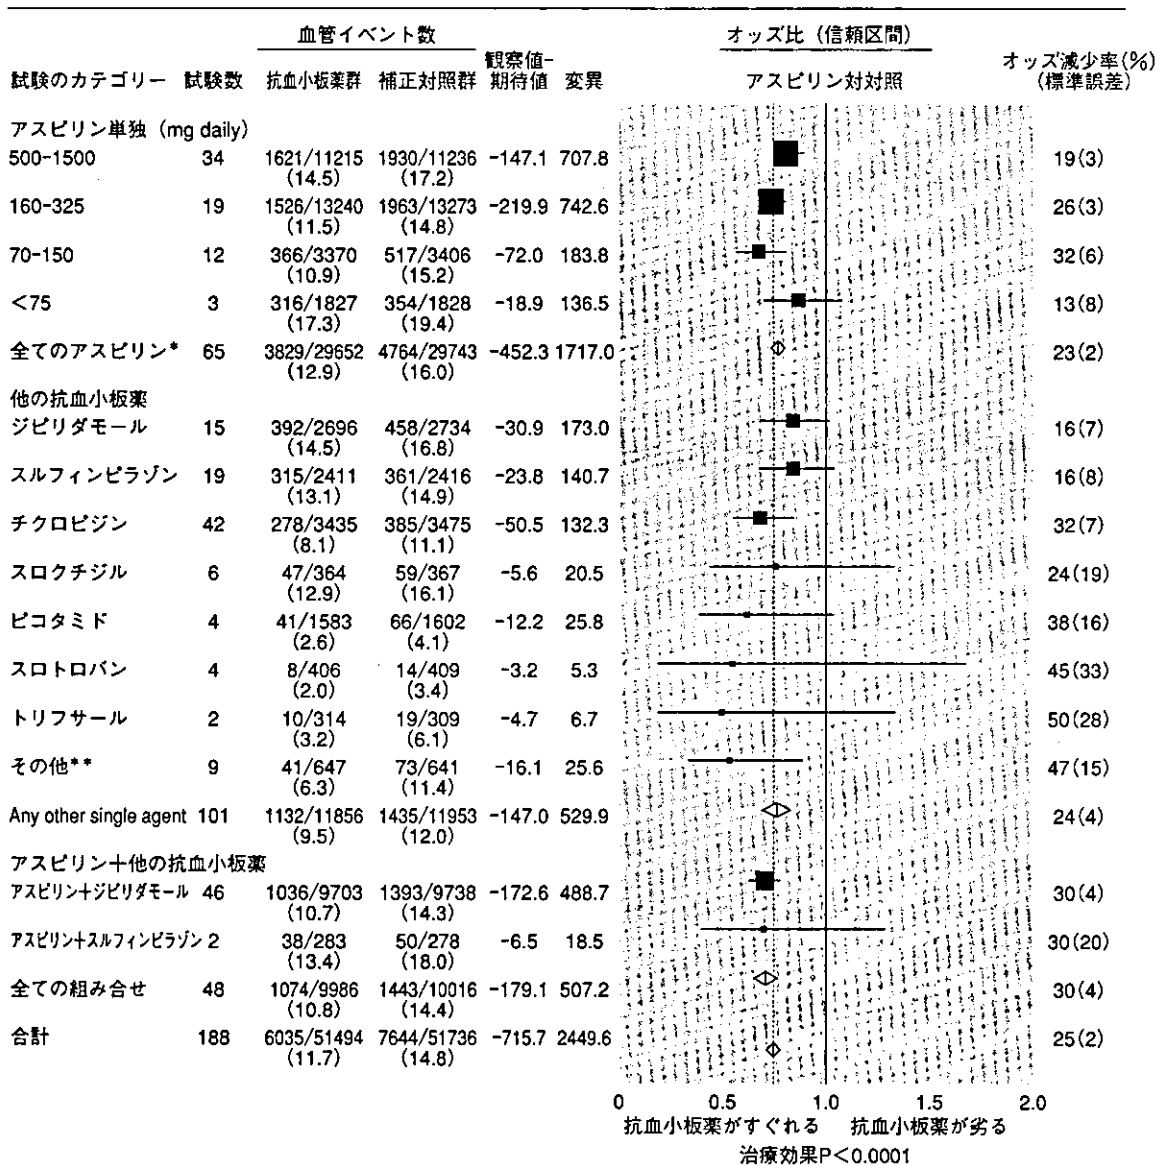 血管イベント数 オッズ比（信頼区間）
試験のカテゴリー 試験数 抗血小板薬群 補正対照群 観察値-期待値 変異 アスピリン対対照 オッズ減少率(%)(標準誤差)
アスピリン単独（mg daily）
500-1500 34 1621/11215 1930/11236 -147.1 707.8 19(3)
(14.5) (17.2)
160-325 19 1526/13240 1963/13273 -219.9 742.6 26(3)
(11.5) (14.8)
70-150 12 366/3370 517/3406 -72.0 183.8 32(6)
(10.9) (15.2)
<75 3 316/1827 354/1828 -18.9 136.5 13(8)
(17.3) (19.4)
全てのアスピリン* 65 3829/29652 4764/29743 -452.3 1717.0 23(2)
(12.9) (16.0)
他の抗血小板薬
ジピリダモール 15 392/2696 458/2734 -30.9 173.0 16(7)
(14.5) (16.8)
スルフィンピラゾン 19 315/2411 361/2416 -23.8 140.7 16(8)
(13.1) (14.9)
チクロピジン 42 278/3435 385/3475 -50.5 132.3 32(7)
(8.1) (11.1)
スロクチジル 6 47/364 59/367 -5.6 20.5 24(19)
(12.9) (16.1)
ピコタミド 4 41/1583 66/1602 -12.2 25.8 38(16)
(2.6) (4.1)
スロトロバン 4 8/406 14/409 -3.2 5.3 45(33)
(2.0) (3.4)
トリフサール 2 10/314 19/309 -4.7 6.7 50(28)
(3.2) (6.1)
その他** 9 41/647 73/641 -16.1 25.6 47(15)
(6.3) (11.4)
Any other single agent 101 1132/11856 1435/11953 -147.0 529.9 24(4)
(9.5) (12.0)
アスピリン＋他の抗血小板薬
アスピリン+ジピリダモール 46 1036/9703 1393/9738 -172.6 488.7 30(4)
(10.7) (14.3)
アスピリン+スルフィンピラゾン 2 38/283 50/278 -6.5 18.5 30(20)
(13.4) (18.0)
全ての組み合せ 48 1074/9986 1443/10016 -179.1 507.2 30(4)
(10.8) (14.4)
合計 188 6035/51494 7644/51736 -715.7 2449.6 25(2)
(11.7) (14.8)
0 0.5 1.0 1.5 2.0
抗血小板薬がすぐれる 抗血小板薬が劣る
治療効果P<0.0001